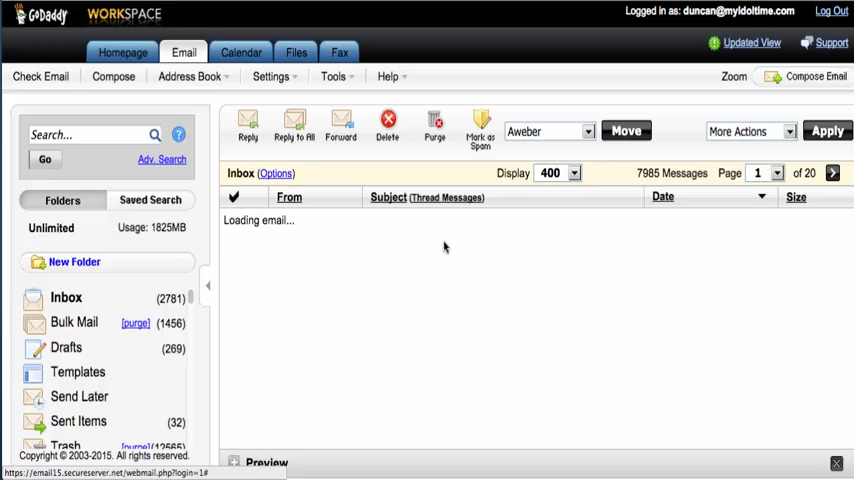 GoDaddy WORKSPACE
Logged in as: duncan@myidoltime.com Log Out
Homepage Email Calendar Files Fax
Updated View Support
Check Email Compose Address Book Settings Tools Help
Zoom Compose Email
Search... ?
Go Adv. Search
Reply Reply to All Forward Delete Purge Mark as Spam
Aweber Move More Actions Apply
Inbox (Options) Display 400 7985 Messages Page 1 of 20
From Subject (Thread Messages) Date Size
Loading email...
Folders Saved Search
Unlimited Usage: 1825MB
New Folder
Inbox (2781)
Bulk Mail [purge] (1456)
Drafts (269)
Templates
Send Later
Sent Items (32)
Trash [purge] (12565)
Copyright © 2003-2015. All rights reserved.
https://email15.secureserver.net/webmail.php?login=1#
Preview